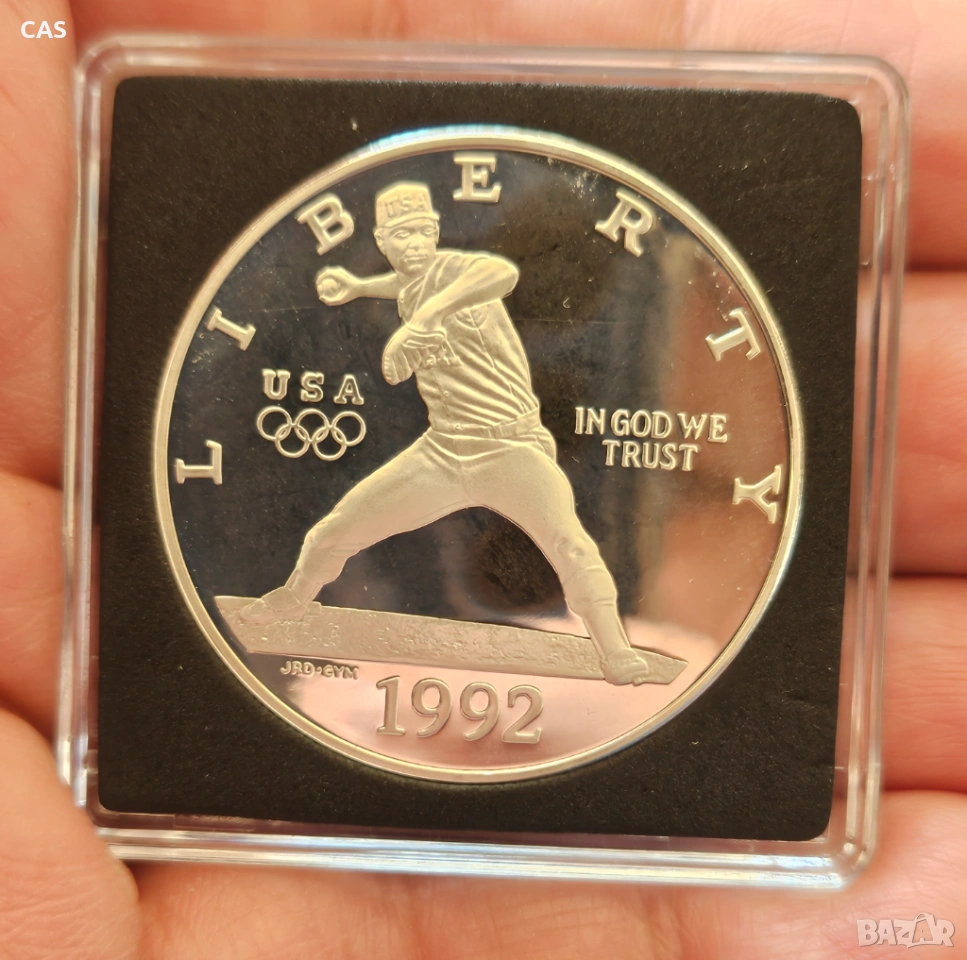 CAS
LIBERTY
USA
USA
IN GOD WE
TRUST
JRD·GYM
1992
BAZAR